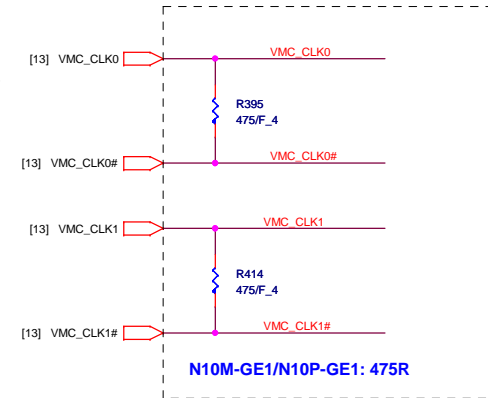 [13] VMC_CLK0
VMC_CLK0
R395
475/F_4
[13] VMC_CLK0#
VMC_CLK0#
[13] VMC_CLK1
VMC_CLK1
R414
475/F_4
[13] VMC_CLK1#
VMC_CLK1#
N10M-GE1/N10P-GE1: 475R